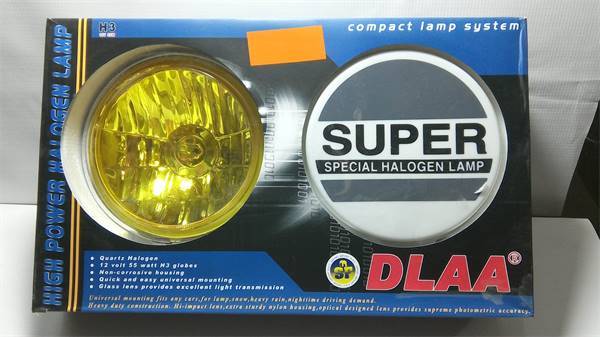 H3
compact lamp system
HIGH POWER HALOGEN LAMP
SUPER
SPECIAL HALOGEN LAMP
• Quartz Halogen
• 12 volt 55 watt H3 globes
• Non-corrosive housing
• Quick and easy universal mounting
• Glass lens provides excellent light transmission
DLAA®
Universal mounting fits any cars,for lamp,snow,heavy rain,nighttime driving demand.
Heavy duty construction. Hi-impact lens,extra sturdy nylon housing,optical designed lens provides supreme photometric accuracy.